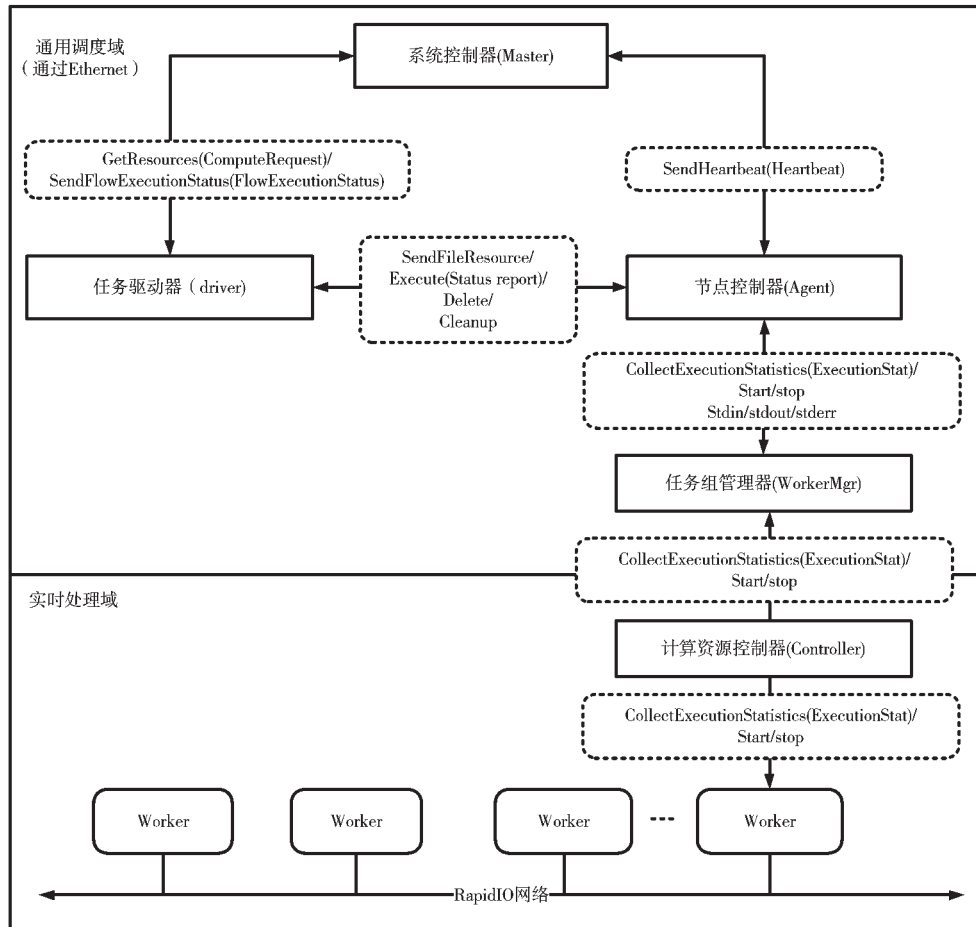 通用调度域
（通过Ethernet）
系统控制器(Master)
GetResources(ComputeRequest)/
SendFlowExecutionStatus(FlowExecutionStatus)
SendHeartbeat(Heartbeat)
任务驱动器（driver)
SendFileResource/
Execute(Status report)/
Delete/
Cleanup
节点控制器(Agent)
CollectExecutionStatistics(ExecutionStat)/
Start/stop
Stdin/stdout/stderr
任务组管理器(WorkerMgr)
CollectExecutionStatistics(ExecutionStat)/
Start/stop
实时处理域
计算资源控制器(Controller)
CollectExecutionStatistics(ExecutionStat)/
Start/stop
Worker
Worker
Worker
Worker
RapidIO网络